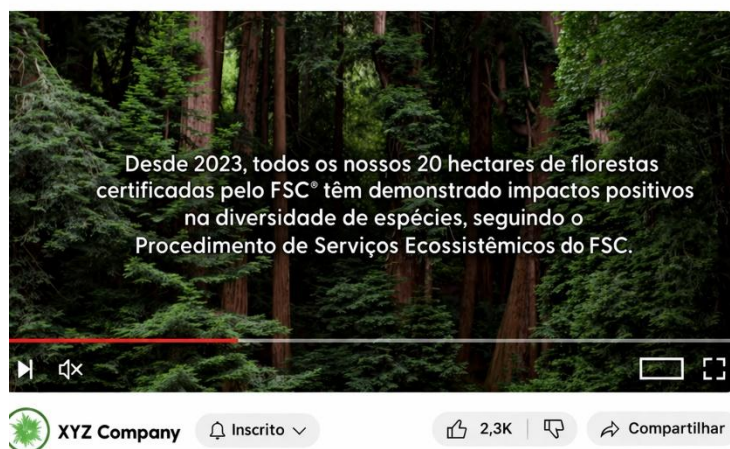 Desde 2023, todos os nossos 20 hectares de florestas
certificadas pelo FSC® têm demonstrado impactos positivos
na diversidade de espécies, seguindo o
Procedimento de Serviços Ecossistêmicos do FSC.
XYZ Company
Inscrito
2,3K
Compartilhar